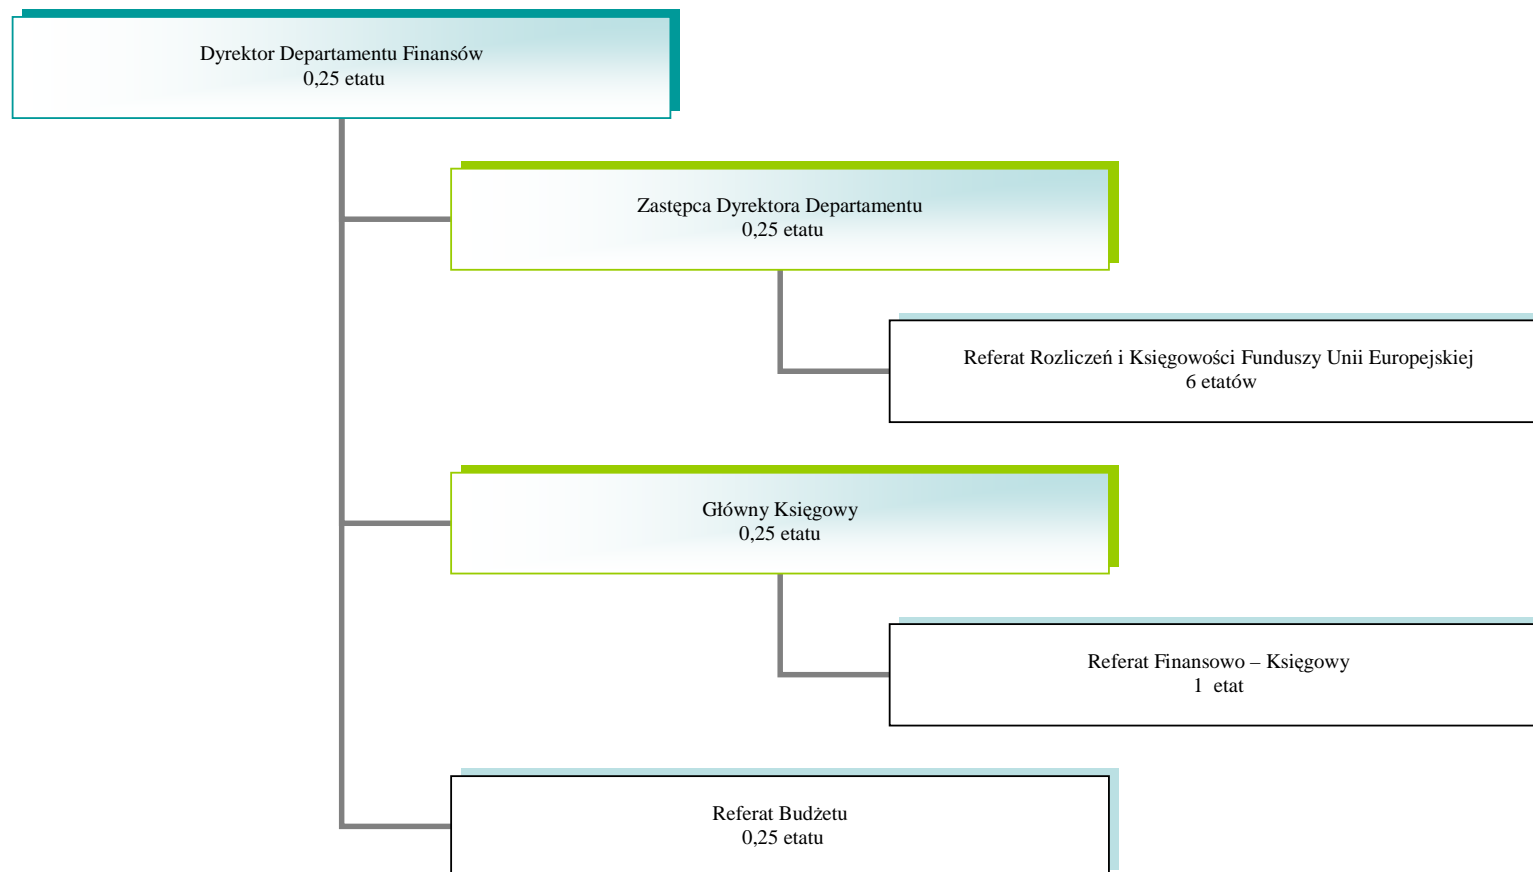 Dyrektor Departamentu Finansów
0,25 etatu
Zastępca Dyrektora Departamentu
0,25 etatu
Referat Rozliczeń i Księgowości Funduszy Unii Europejskiej
6 etatów
Główny Księgowy
0,25 etatu
Referat Finansowo – Księgowy
1  etat
Referat Budżetu
0,25 etatu